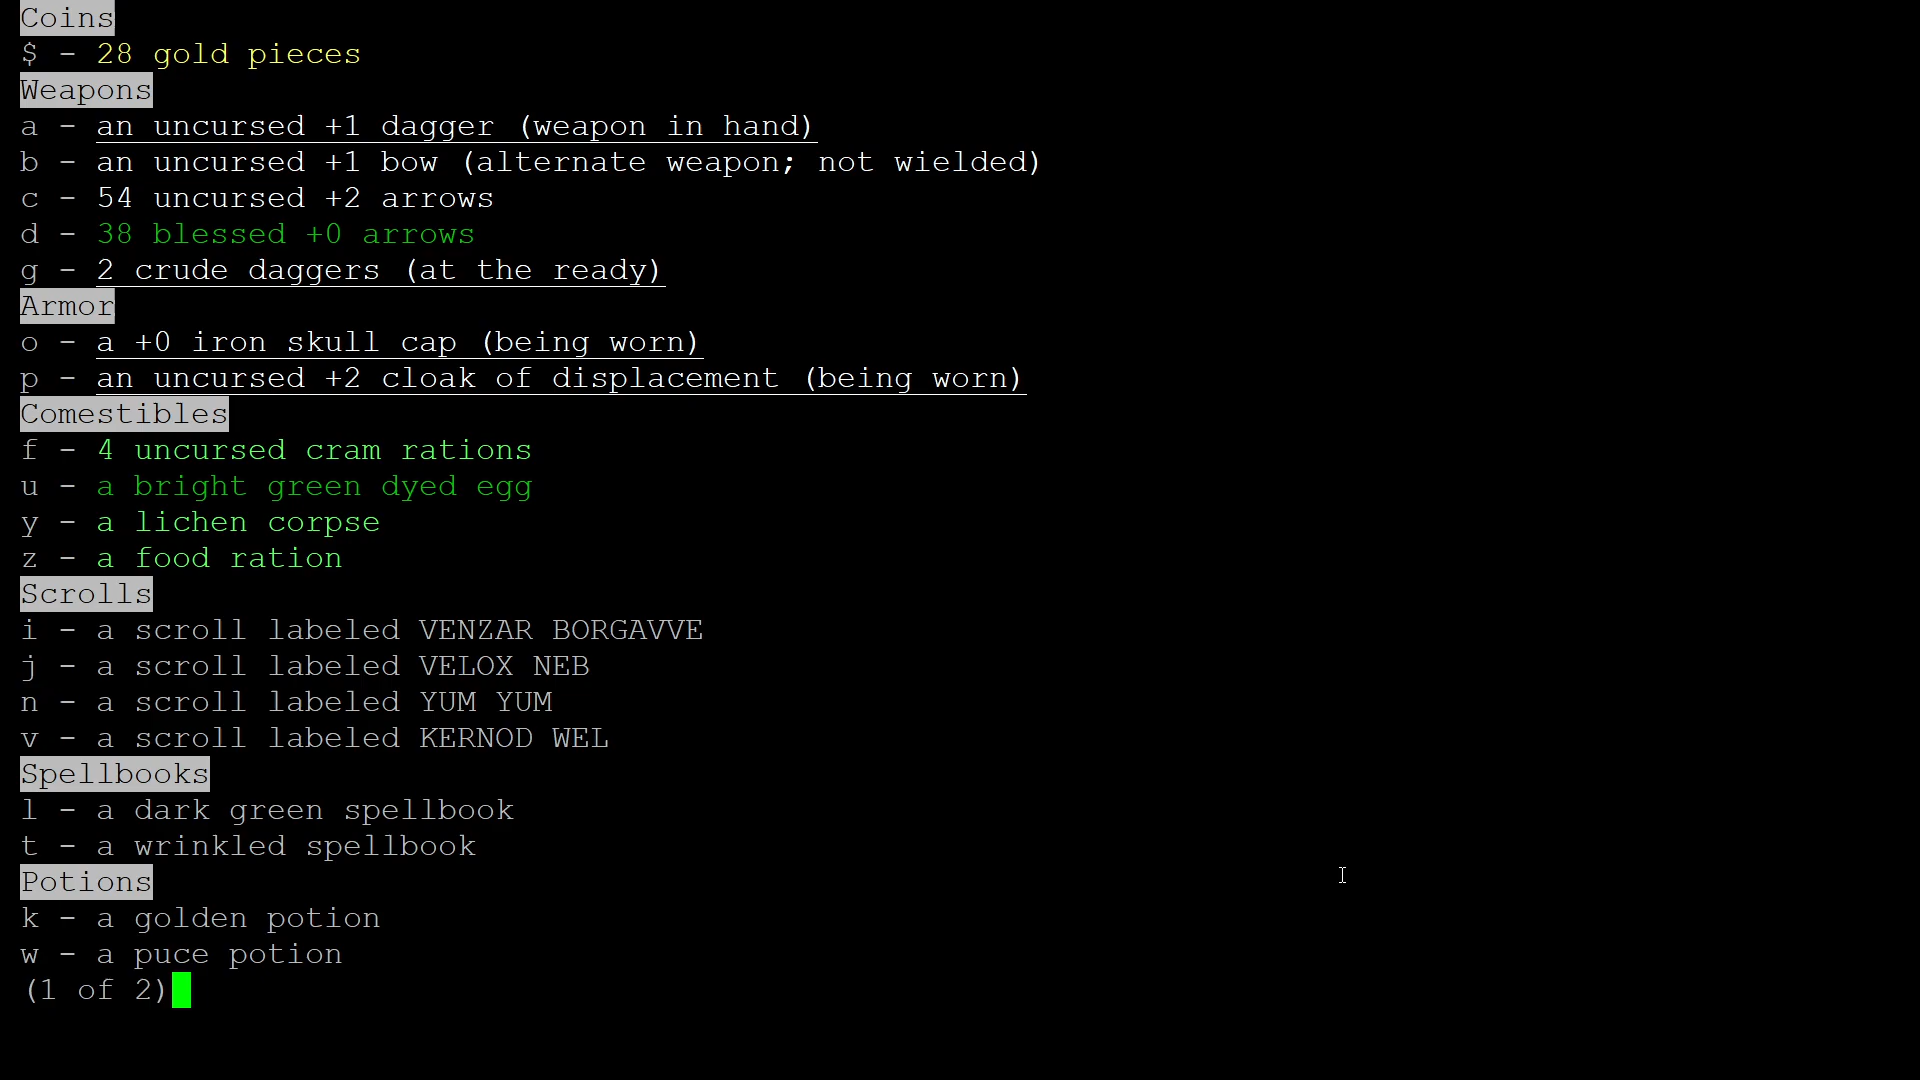 Coins
$ - 28 gold pieces
Weapons
a - an uncursed +1 dagger (weapon in hand)
b - an uncursed +1 bow (alternate weapon; not wielded)
c - 54 uncursed +2 arrows
d - 38 blessed +0 arrows
g - 2 crude daggers (at the ready)
Armor
o - a +0 iron skull cap (being worn)
p - an uncursed +2 cloak of displacement (being worn)
Comestibles
f - 4 uncursed cram rations
u - a bright green dyed egg
y - a lichen corpse
z - a food ration
Scrolls
i - a scroll labeled VENZAR BORGAVVE
j - a scroll labeled VELOX NEB
n - a scroll labeled YUM YUM
v - a scroll labeled KERNOD WEL
Spellbooks
l - a dark green spellbook
t - a wrinkled spellbook
Potions
k - a golden potion
w - a puce potion
(1 of 2)